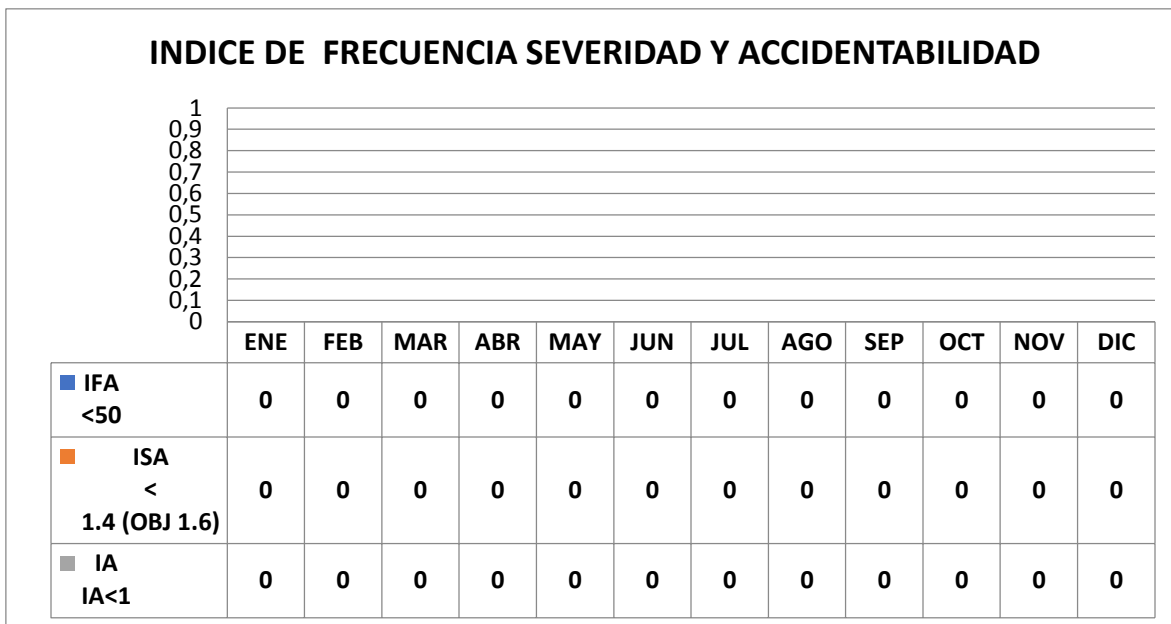 INDICE DE FRECUENCIA SEVERIDAD Y ACCIDENTABILIDAD
1
0,9
0,8
0,7
0,6
0,5
0,4
0,3
0,2
0,1
0
ENE FEB MAR ABR MAY JUN JUL AGO SEP OCT NOV DIC
IFA
<50
0 0 0 0 0 0 0 0 0 0 0 0
ISA
<
1.4 (OBJ 1.6)
0 0 0 0 0 0 0 0 0 0 0 0
IA
IA<1
0 0 0 0 0 0 0 0 0 0 0 0